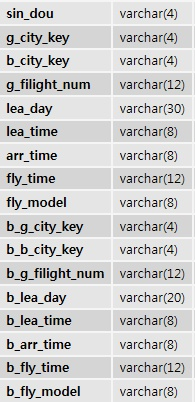 sin_dou varchar(4)
g_city_key varchar(4)
b_city_key varchar(4)
g_filight_num varchar(12)
lea_day varchar(30)
lea_time varchar(8)
arr_time varchar(8)
fly_time varchar(12)
fly_model varchar(8)
b_g_city_key varchar(4)
b_b_city_key varchar(4)
b_g_filight_num varchar(12)
b_lea_day varchar(20)
b_lea_time varchar(8)
b_arr_time varchar(8)
b_fly_time varchar(12)
b_fly_model varchar(8)